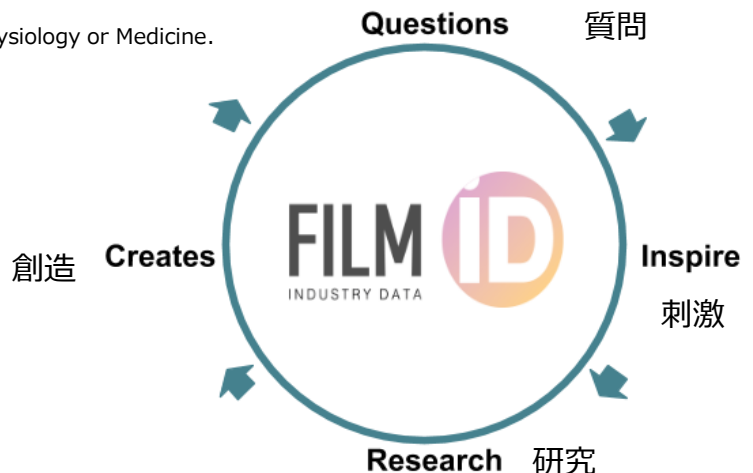 Questions 質問
ysiology or Medicine.
創造 Creates
FILM iD
INDUSTRY DATA
Inspire
刺激
Research 研究